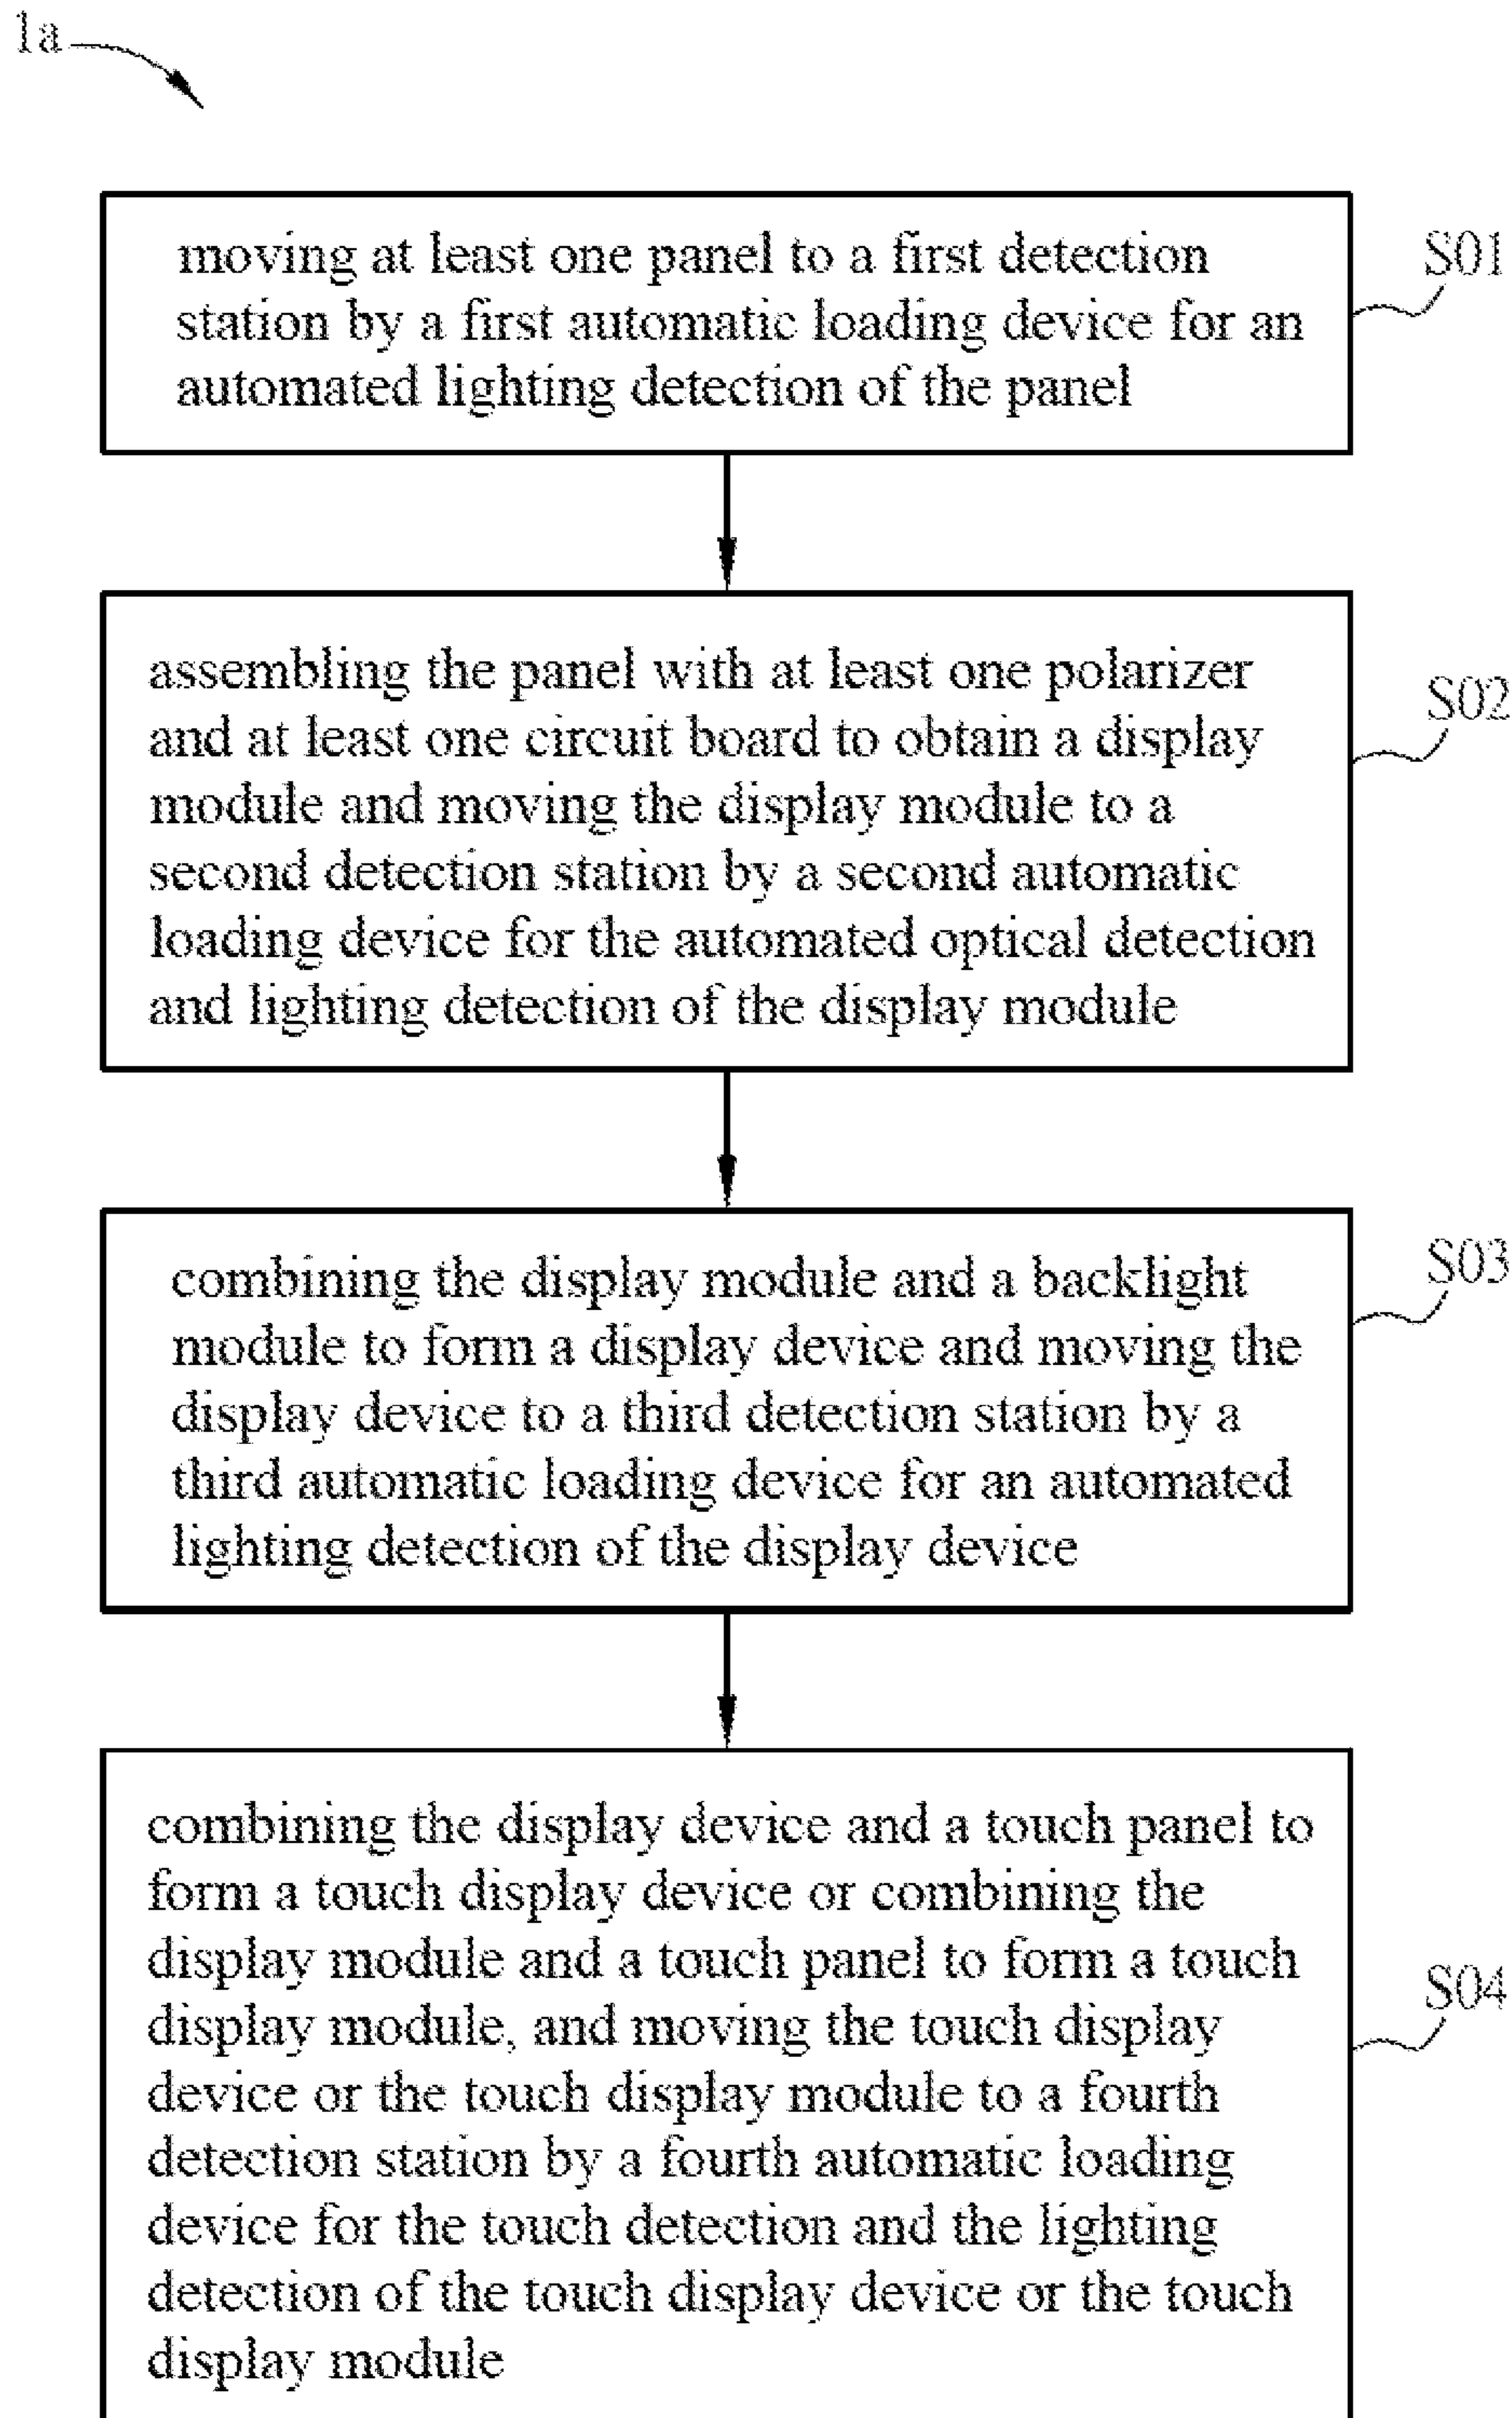 1a
moving at least one panel to a first detection
station by a first automatic loading device for an
automated lighting detection of the panel
S01
assembling the panel with at least one polarizer
and at least one circuit board to obtain a display
module and moving the display module to a
second detection station by a second automatic
loading device for the automated optical detection
and lighting detection of the display module
S02
combining the display module and a backlight
module to form a display device and moving the
display device to a third detection station by a
third automatic loading device for an automated
lighting detection of the display device
S03
combining the display device and a touch panel to
form a touch display device or combining the
display module and a touch panel to form a touch
display module, and moving the touch display
device or the touch display module to a fourth
detection station by a fourth automatic loading
device for the touch detection and the lighting
detection of the touch display device or the touch
display module
S04